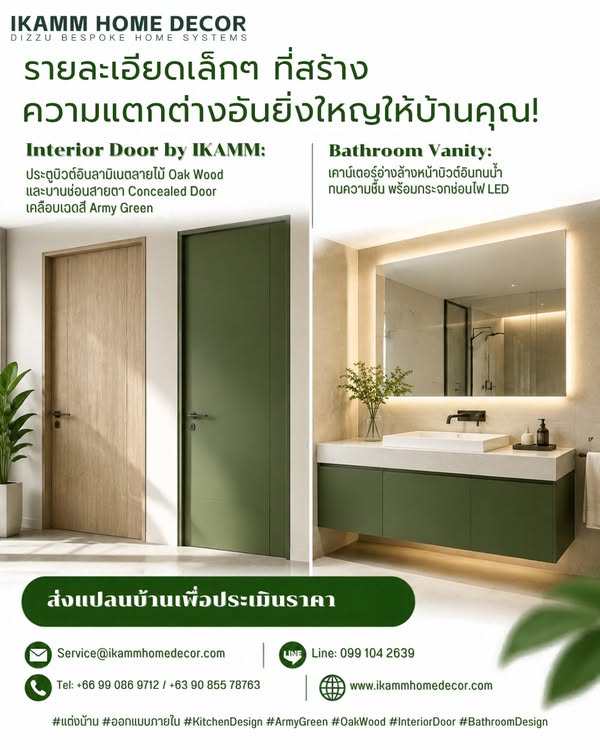 IKAMM HOME DECOR
DIZZU BESPOKE HOME SYSTEMS
รายละเอียดเล็กๆ ที่สร้าง
ความแตกต่างอันยิ่งใหญ่ให้บ้านคุณ!
Interior Door by IKAMM:
ประตูบิวต์อินลามิเนตลายไม้ Oak Wood
และบานซ่อนสายตา Concealed Door
เคลือบเฉดสี Army Green
Bathroom Vanity:
เคาน์เตอร์อ่างล้างหน้าบิวต์อินทนน้ำ
ทนความชื้น พร้อมกระจกซ่อนไฟ LED
ส่งแปลนบ้านเพื่อประเมินราคา
Service@ikammhomedecor.com
LINE
Line: 099 104 2639
Tel: +66 99 086 9712 / +63 90 855 78763
www.ikammhomedecor.com
#แต่งบ้าน #ออกแบบภายใน #KitchenDesign #ArmyGreen #OakWood #InteriorDoor #BathroomDesign